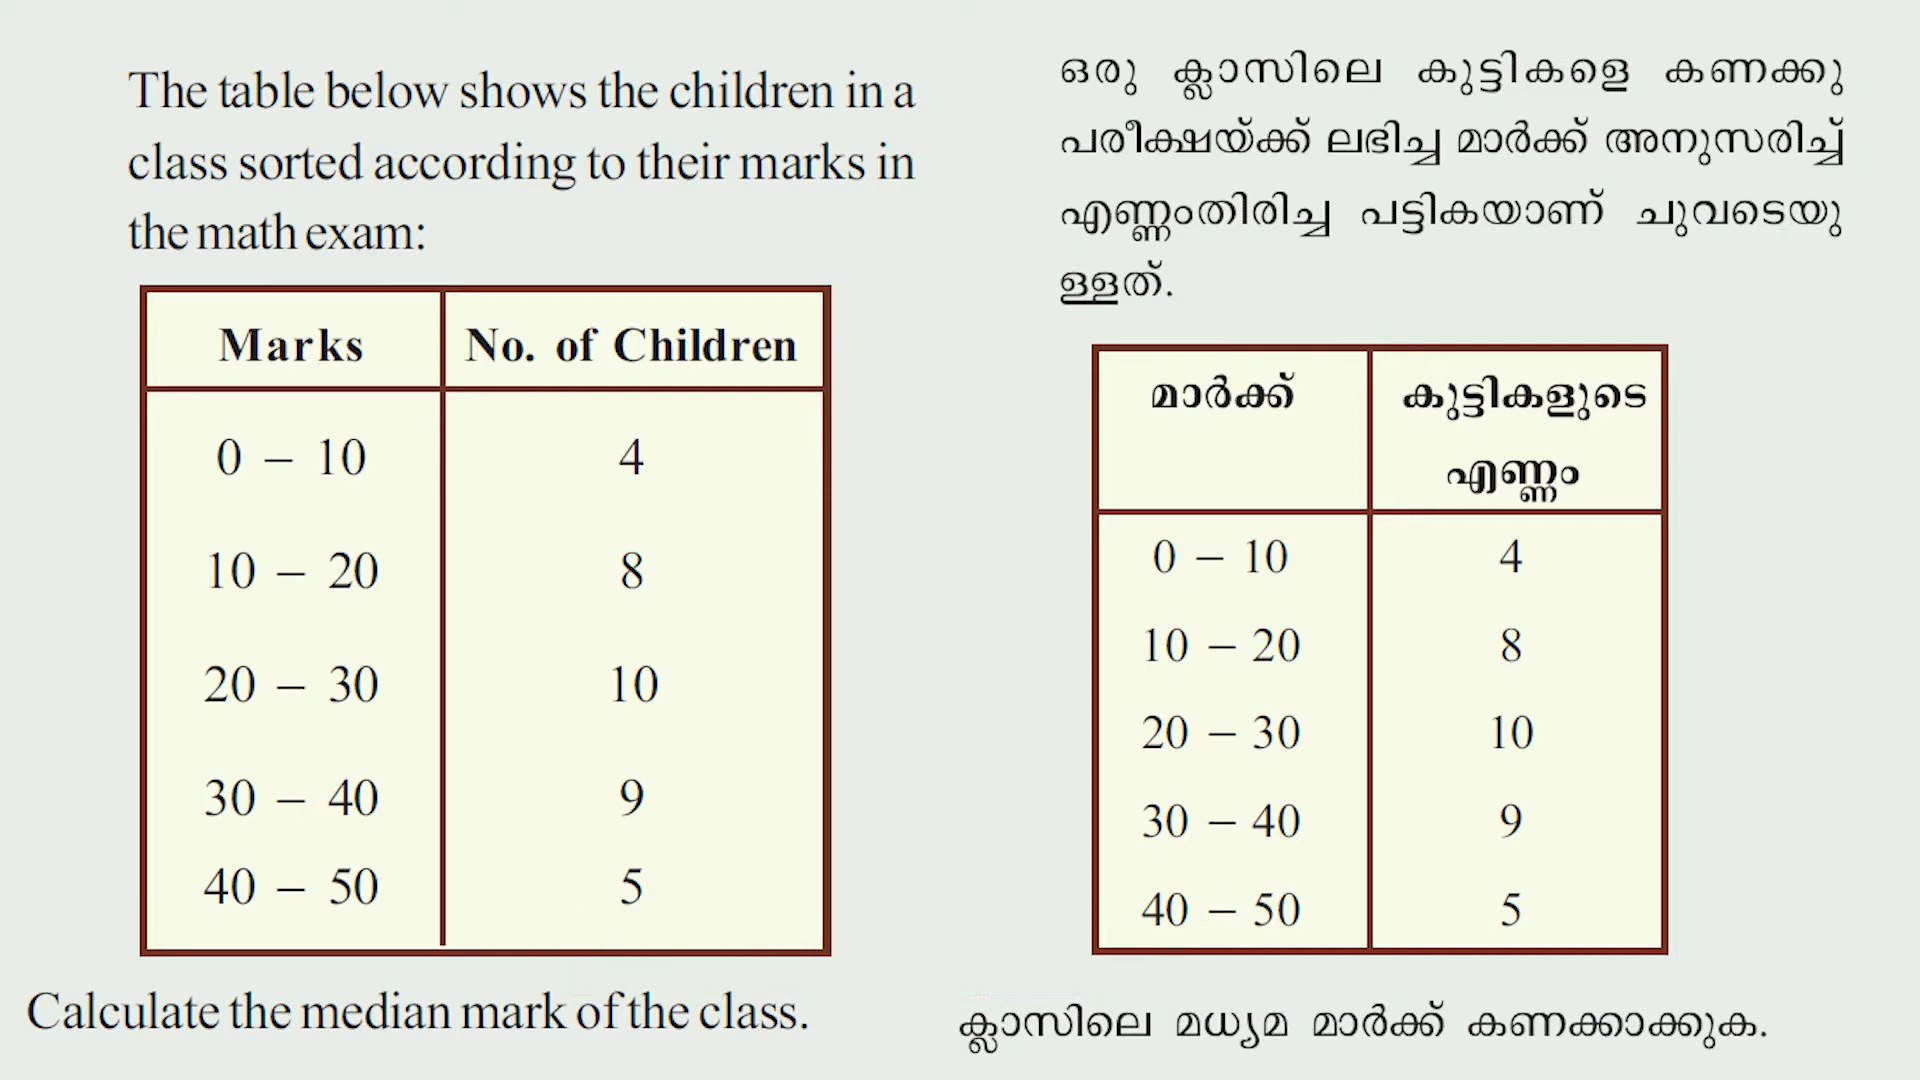 The table below shows the children in a
class sorted according to their marks in
the math exam:
Marks No. of Children
0 – 10 4
10 – 20 8
20 – 30 10
30 – 40 9
40 – 50 5
Calculate the median mark of the class.
ഒരു ക്ലാസിലെ കുട്ടികളെ കണക്കു
പരീക്ഷയ്ക്ക് ലഭിച്ച മാർക്ക് അനുസരിച്ച്
എണ്ണംതിരിച്ച പട്ടികയാണ് ചുവടെയു
ള്ളത്.
മാർക്ക് കുട്ടികളുടെ
എണ്ണം
0 – 10 4
10 – 20 8
20 – 30 10
30 – 40 9
40 – 50 5
ക്ലാസിലെ മധ്യമ മാർക്ക് കണക്കാക്കുക.